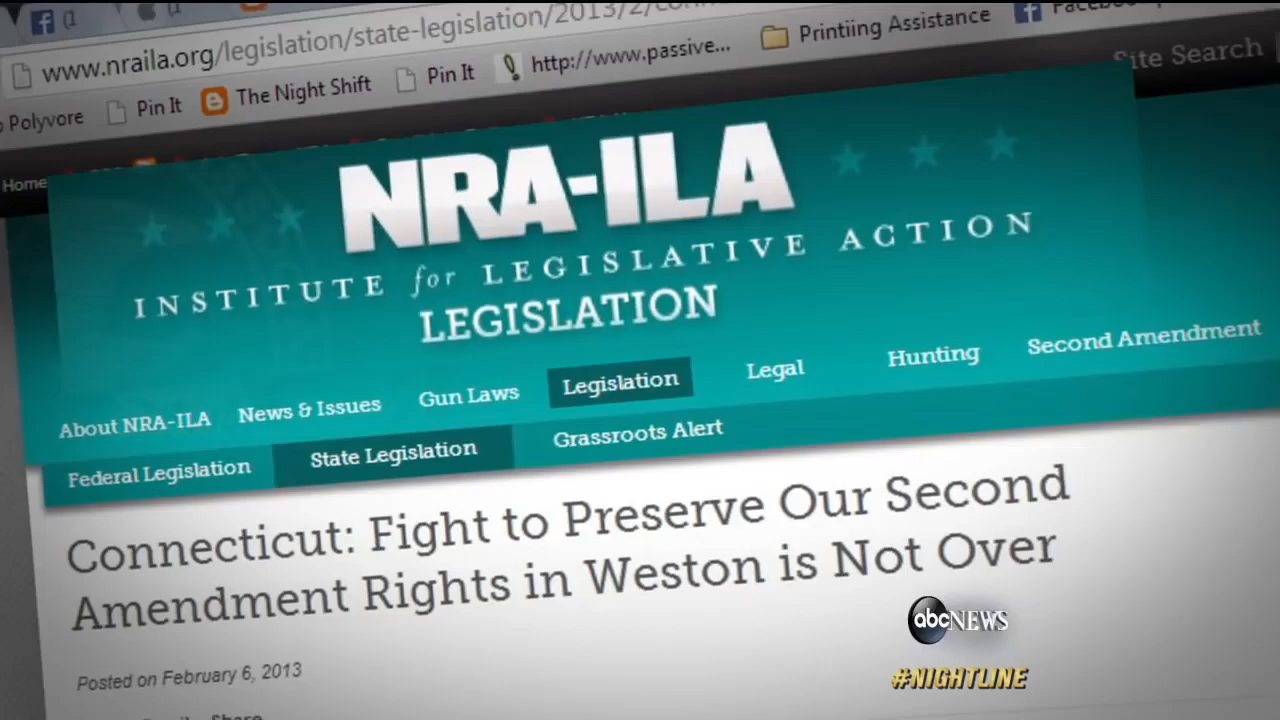 www.nraila.org/legislation/state-legislation/2013/2/
Polyvore Pin It The Night Shift Pin It http://www.passive... Printiing Assistance
Site Search
Home
NRA-ILA
INSTITUTE for LEGISLATIVE ACTION
LEGISLATION
About NRA-ILA News & Issues Gun Laws Legislation Legal Hunting Second Amendment
Federal Legislation State Legislation Grassroots Alert
Connecticut: Fight to Preserve Our Second
Amendment Rights in Weston is Not Over
Posted on February 6, 2013
abc NEWS
#NIGHTLINE